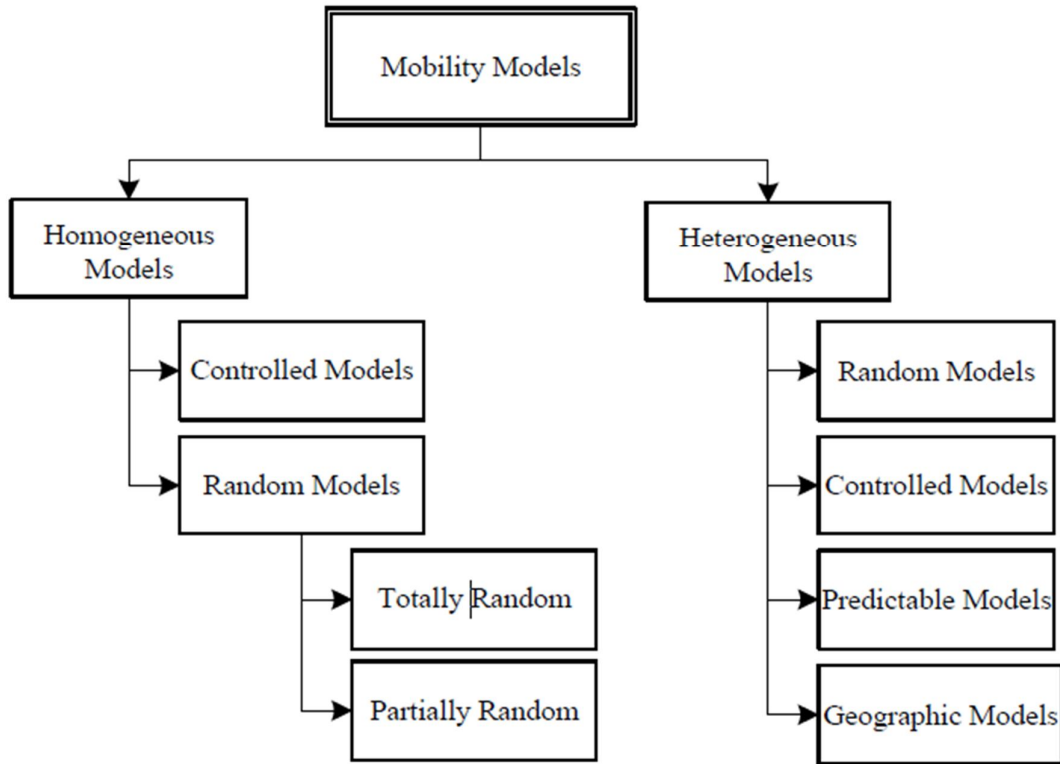 Mobility Models
Homogeneous
Models
Heterogeneous
Models
Controlled Models
Random Models
Totally Random
Partially Random
Random Models
Controlled Models
Predictable Models
Geographic Models